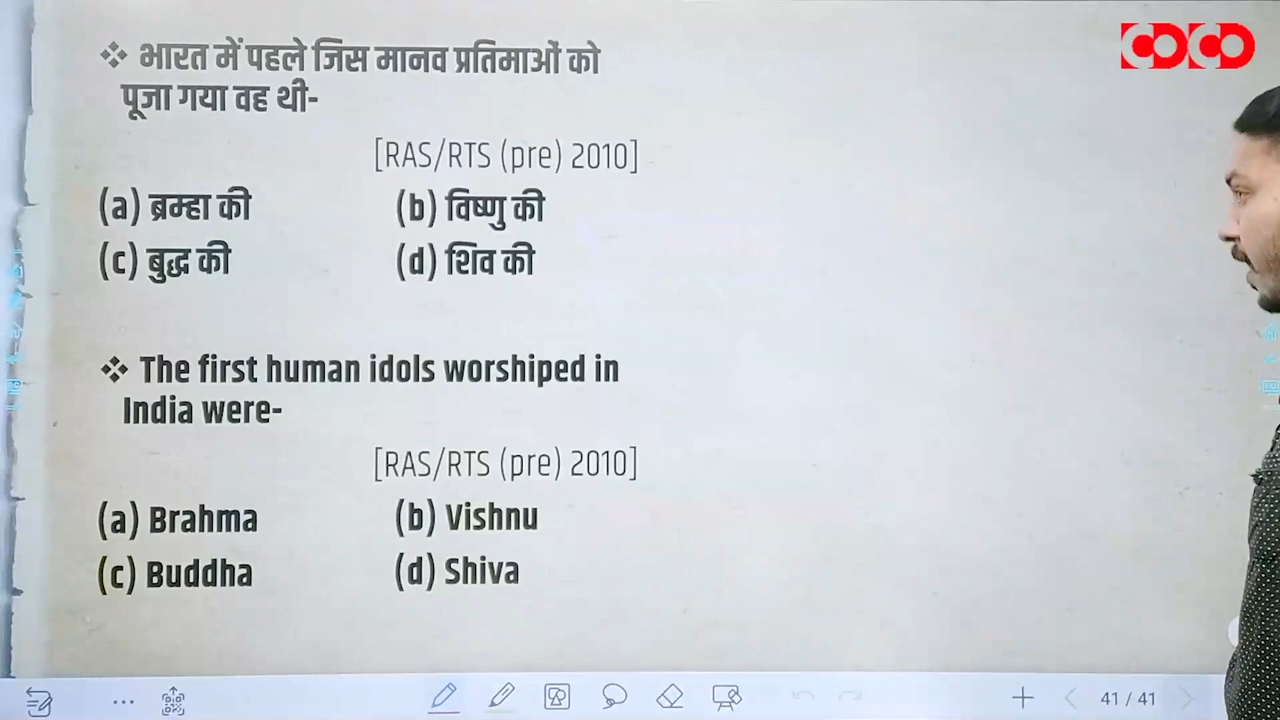 COCO
❖ भारत में पहले जिस मानव प्रतिमाओं को
पूजा गया वह थी-
[RAS/RTS (pre) 2010]
(a) ब्रम्हा की (b) विष्णु की
(c) बुद्ध की (d) शिव की
❖ The first human idols worshiped in
India were-
[RAS/RTS (pre) 2010]
(a) Brahma (b) Vishnu
(c) Buddha (d) Shiva
41 / 41